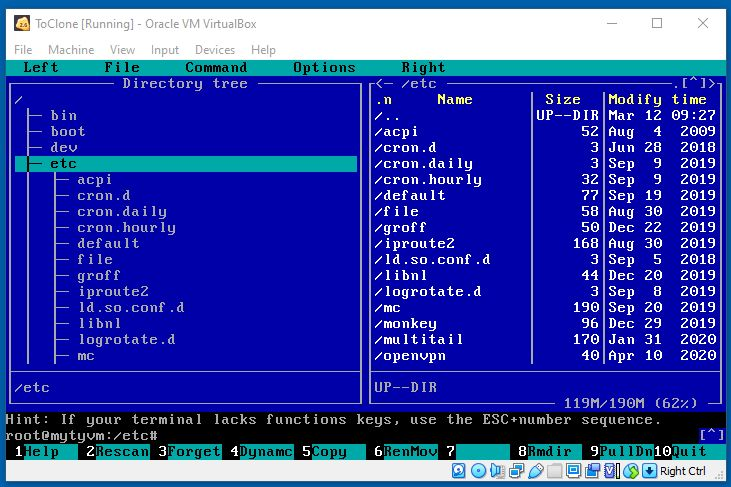 ToClone [Running] - Oracle VM VirtualBox
File Machine View Input Devices Help
Left File Command Options Right
Directory tree
/
bin
boot
dev
etc
acpi
cron.d
cron.daily
cron.hourly
default
file
groff
iproute2
ld.so.conf.d
libnl
logrotate.d
mc
/etc
<— /etc .[^]>
.n Name Size Modify time
/.. UP--DIR Mar 12 09:27
/acpi 52 Aug 4 2009
/cron.d 3 Jun 28 2018
/cron.daily 3 Sep 9 2019
/cron.hourly 32 Sep 9 2019
/default 77 Sep 19 2019
/file 58 Aug 30 2019
/groff 50 Dec 22 2019
/iproute2 168 Aug 30 2019
/ld.so.conf.d 3 Sep 5 2018
/libnl 44 Dec 20 2019
/logrotate.d 3 Sep 8 2019
/mc 190 Sep 20 2019
/monkey 96 Dec 29 2019
/multitail 170 Jan 31 2020
/openvpn 40 Apr 10 2020
UP--DIR
119M/190M (62%)
Hint: If your terminal lacks functions keys, use the ESC+number sequence.
root@mytyvm:/etc# [^]
1Help 2Rescan 3Forget 4Dynamc 5Copy 6RenMov 7 8Rmdir 9PullDn 10Quit
Right Ctrl